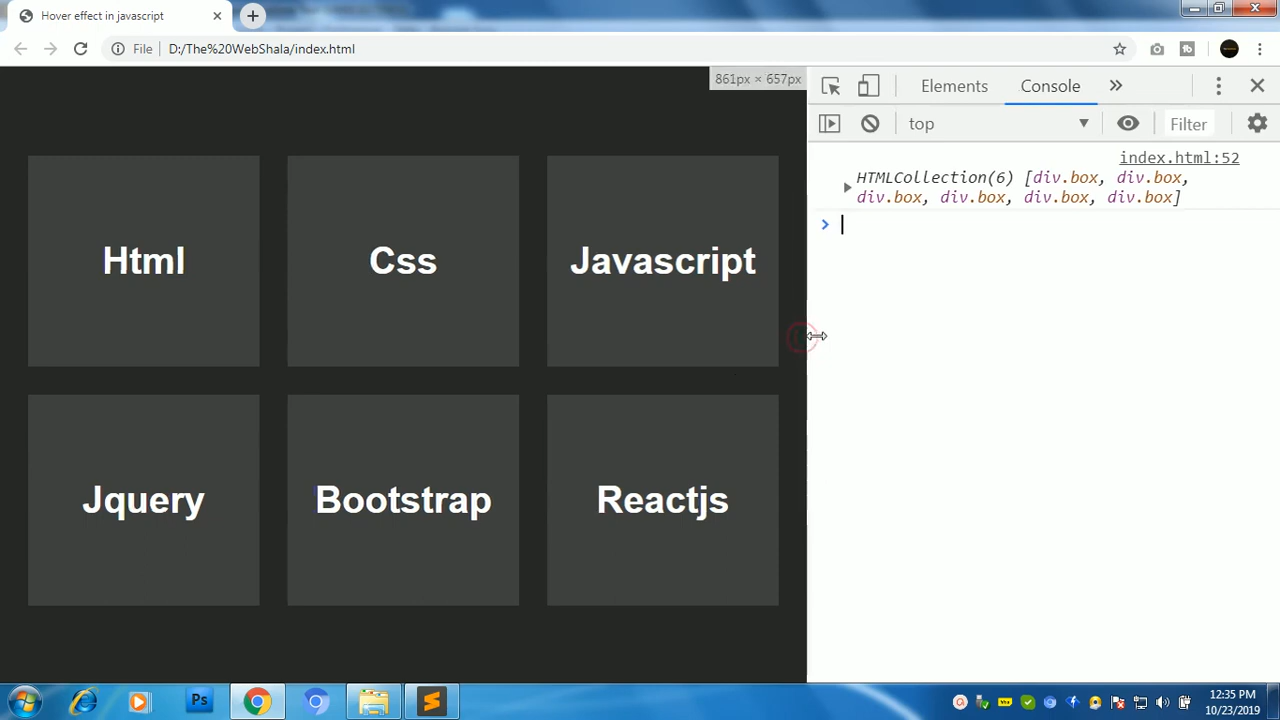 Hover effect in javascript
File D:/The%20WebShala/index.html
861px × 657px
Elements Console
top Filter
index.html:52
HTMLCollection(6) [div.box, div.box,
div.box, div.box, div.box, div.box]
Html Css Javascript
Jquery Bootstrap Reactjs
Ps
12:35 PM
10/23/2019